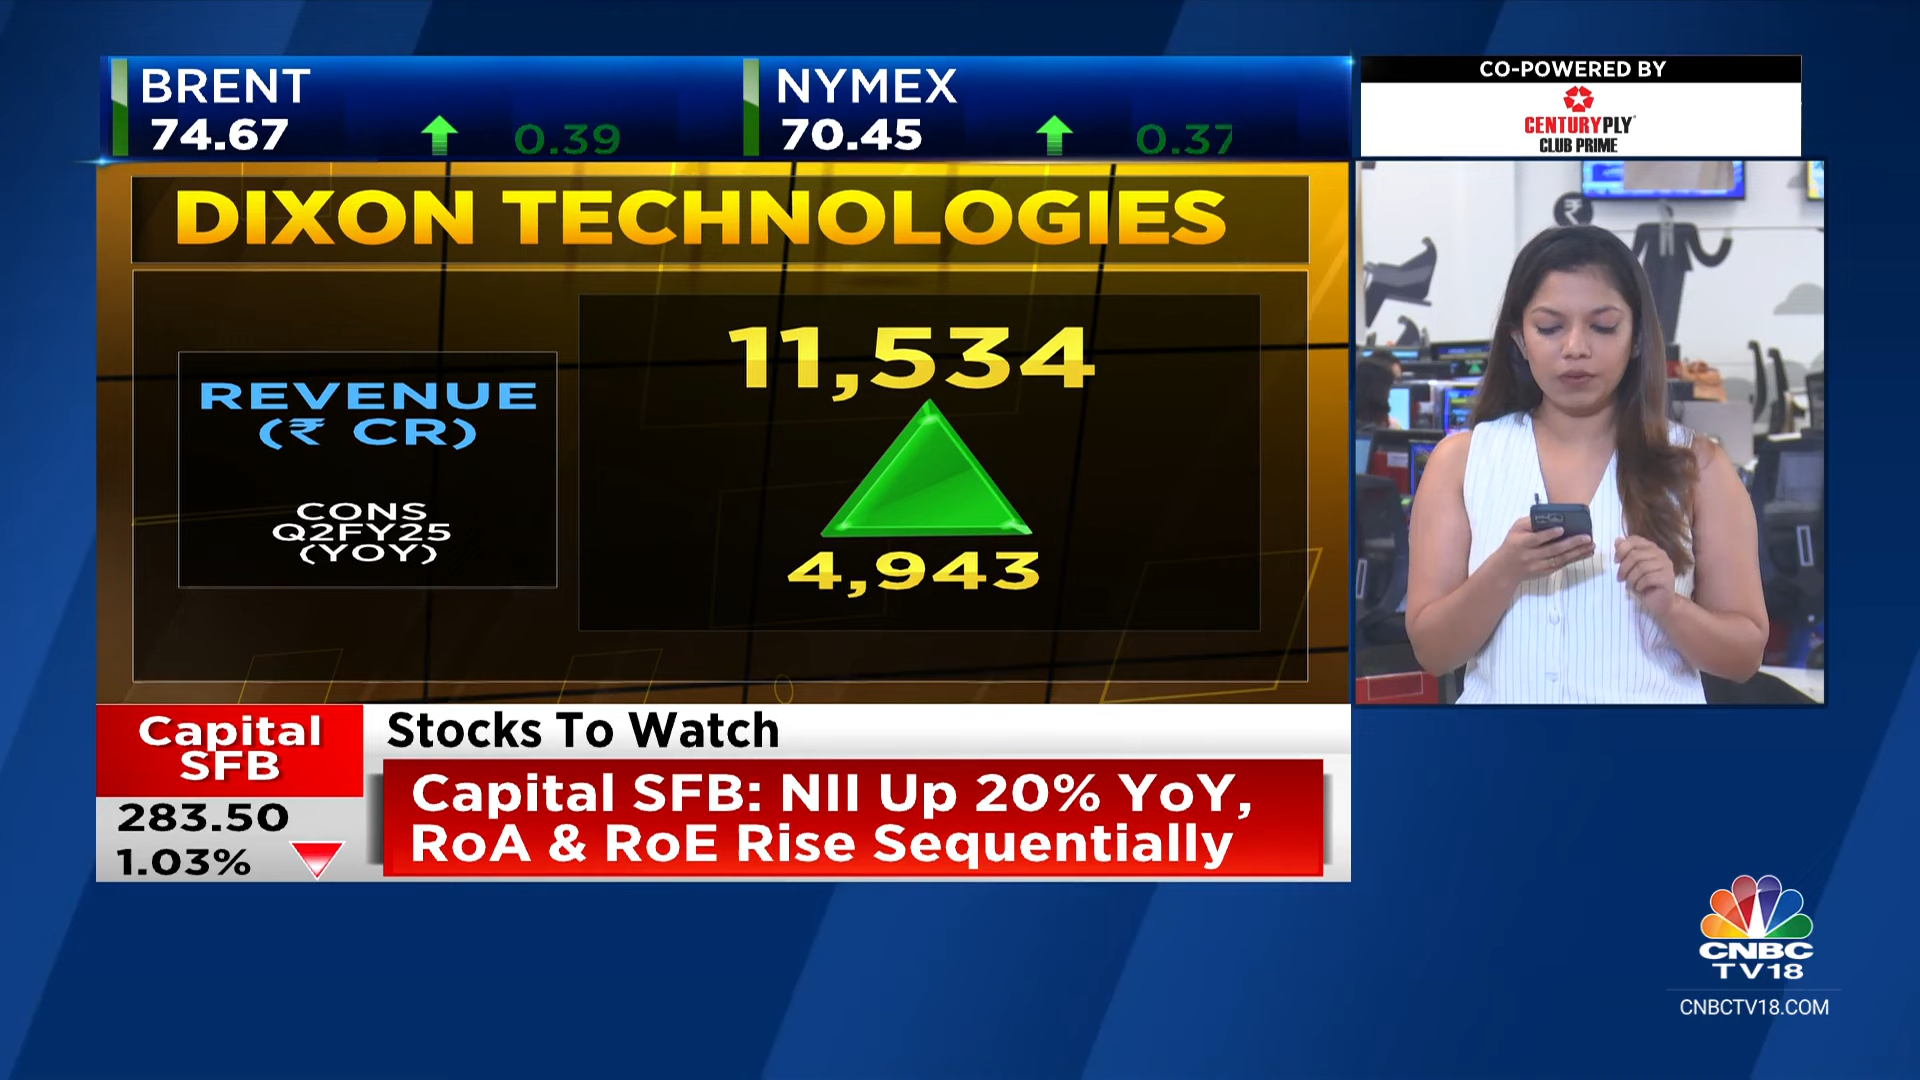 BRENT
74.67
0.39
NYMEX
70.45
0.37
CO-POWERED BY
CENTURYPLY
CLUB PRIME
DIXON TECHNOLOGIES
REVENUE
(₹ CR)
CONS
Q2FY25
(YOY)
11,534
4,943
₹
Capital
SFB
283.50
1.03%
Stocks To Watch
Capital SFB: NII Up 20% YoY,
RoA & RoE Rise Sequentially
CNBC
TV18
CNBCTV18.COM